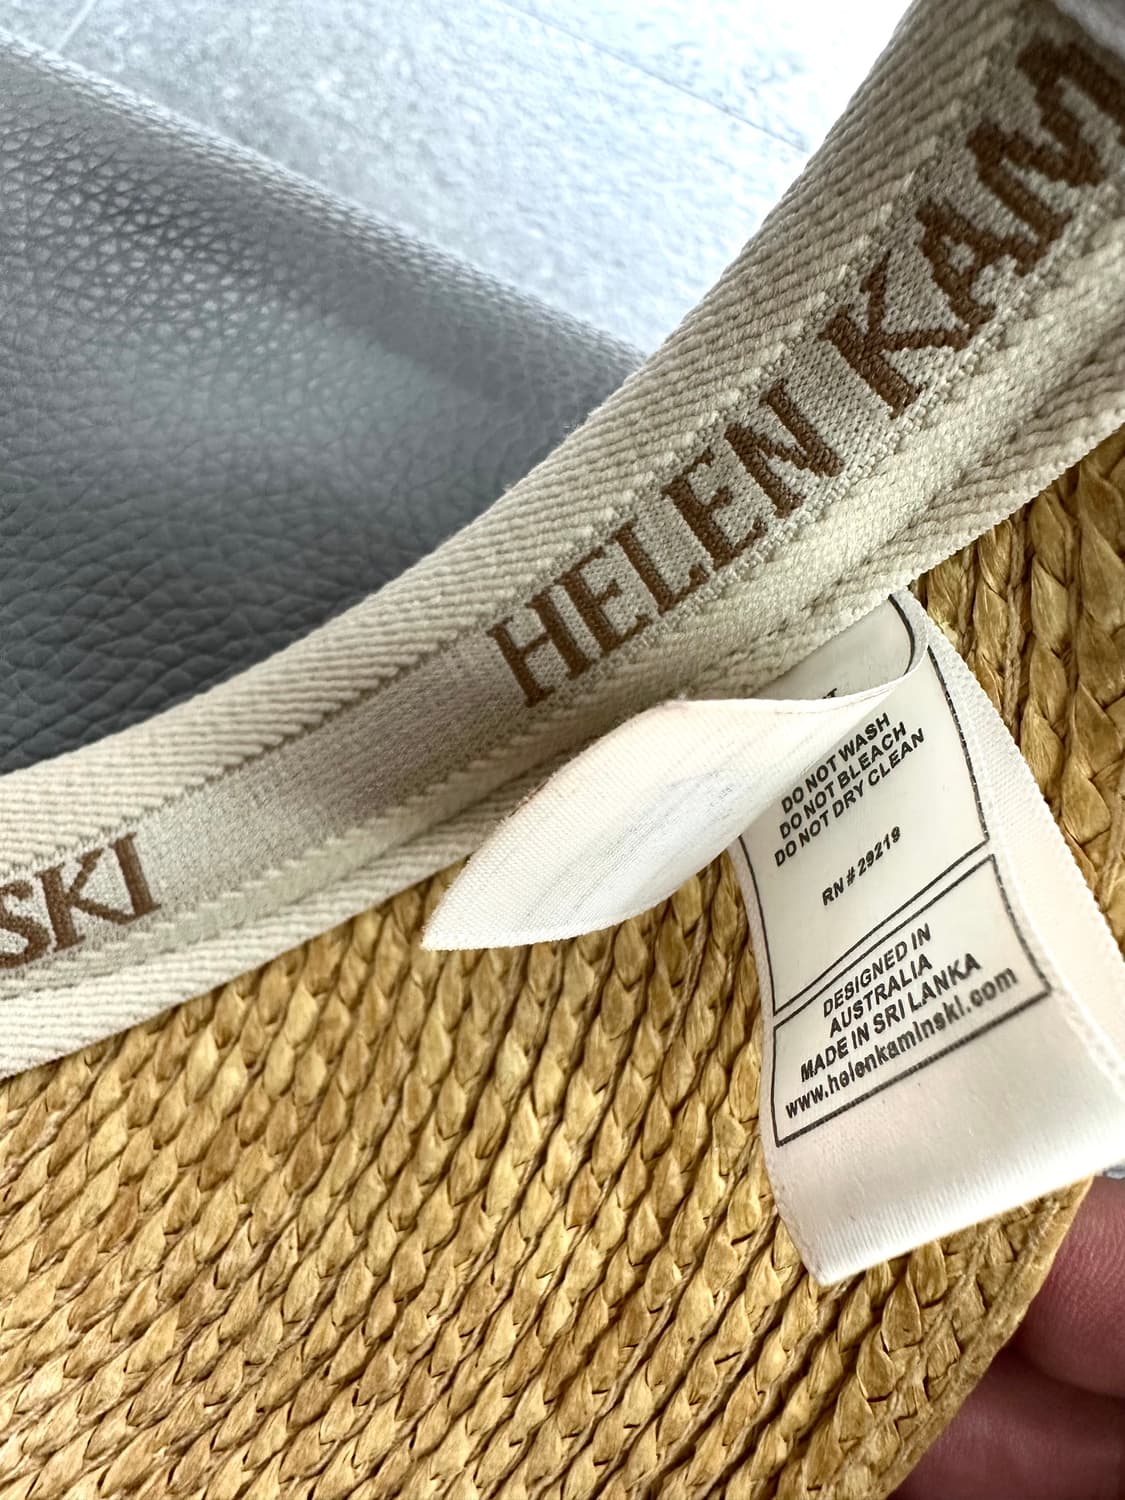 HELEN KAM
SKI
DO NOT WASH
DO NOT BLEACH
DO NOT DRY CLEAN
RN # 29219
DESIGNED IN
AUSTRALIA
MADE IN SRI LANKA
www.helenkaminski.com